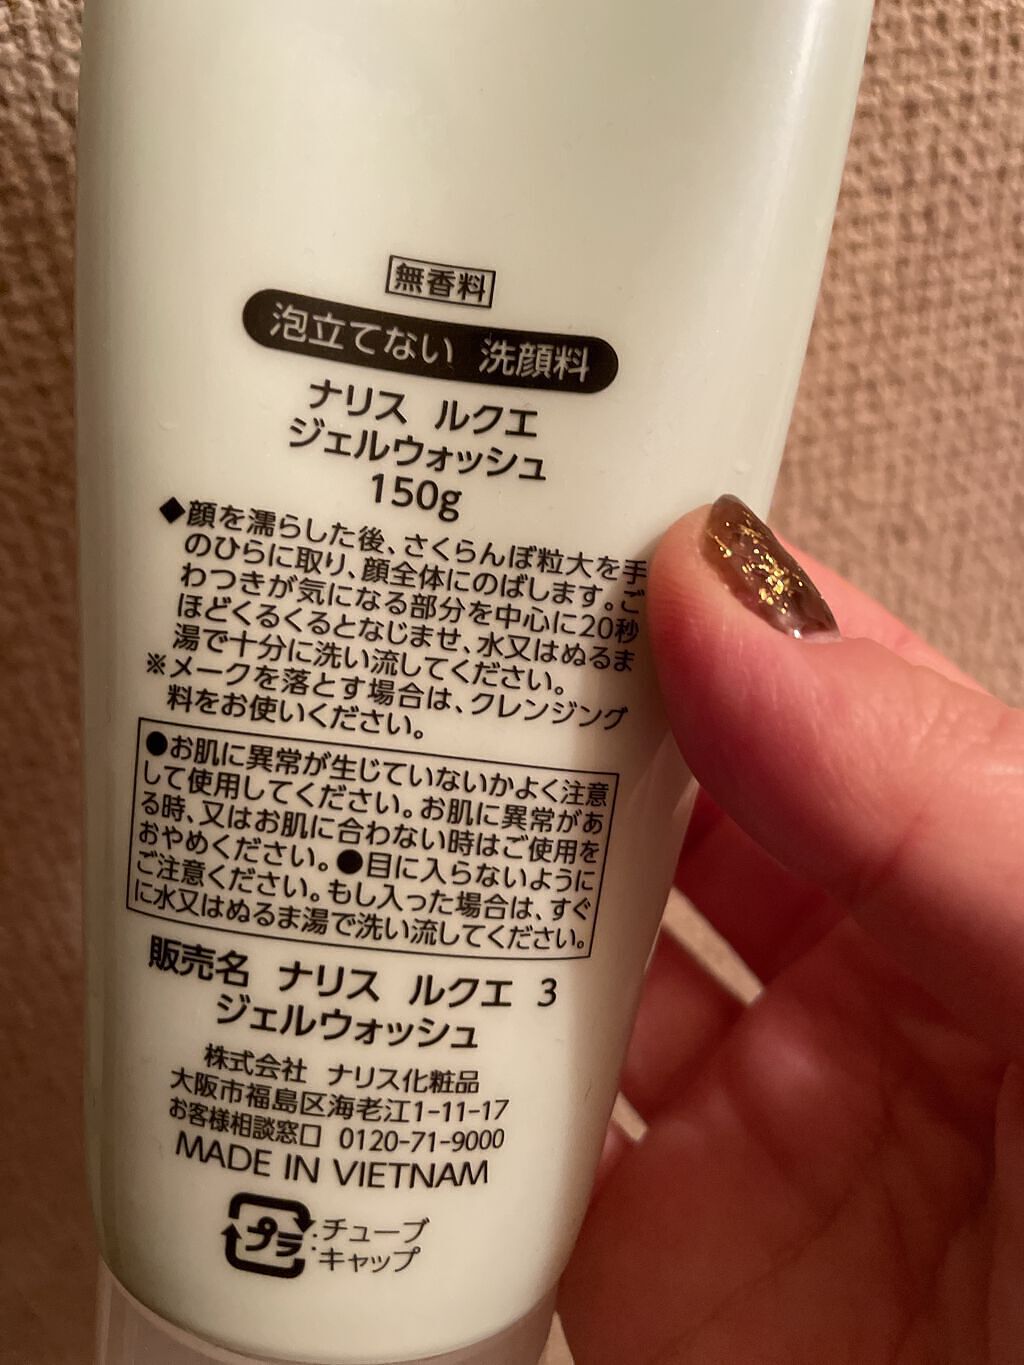 無香料
泡立てない 洗顔料
ナリス ルクエ
ジェルウォッシュ
150g
◆顔を濡らした後、さくらんぼ粒大を手
のひらに取り、顔全体にのばします。ご
わつきが気になる部分を中心に20秒
ほどくるくるとなじませ、水又はぬるま
湯で十分に洗い流してください。
※メークを落とす場合は、クレンジング
料をお使いください。
●お肌に異常が生じていないかよく注意
して使用してください。お肌に異常があ
る時、又はお肌に合わない時はご使用を
おやめください。●目に入らないように
ご注意ください。もし入った場合は、すぐ
に水又はぬるま湯で洗い流してください。
販売名 ナリス ルクエ 3
ジェルウォッシュ
株式会社 ナリス化粧品
大阪市福島区海老江1-11-17
お客様相談窓口 0120-71-9000
MADE IN VIETNAM
プラ
:チューブ
:キャップ